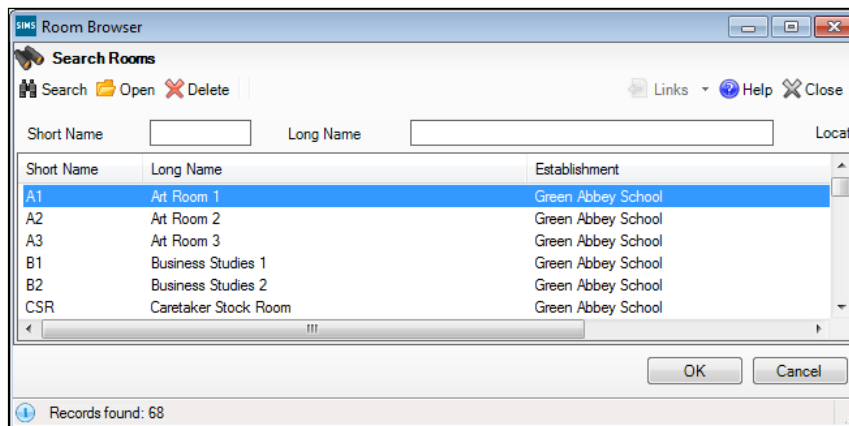 SIMS Room Browser
Search Rooms
Search Open Delete Links Help Close
Short Name Long Name Locat
Short Name Long Name Establishment
A1 Art Room 1 Green Abbey School
A2 Art Room 2 Green Abbey School
A3 Art Room 3 Green Abbey School
B1 Business Studies 1 Green Abbey School
B2 Business Studies 2 Green Abbey School
CSR Caretaker Stock Room Green Abbey School
OK Cancel
Records found: 68